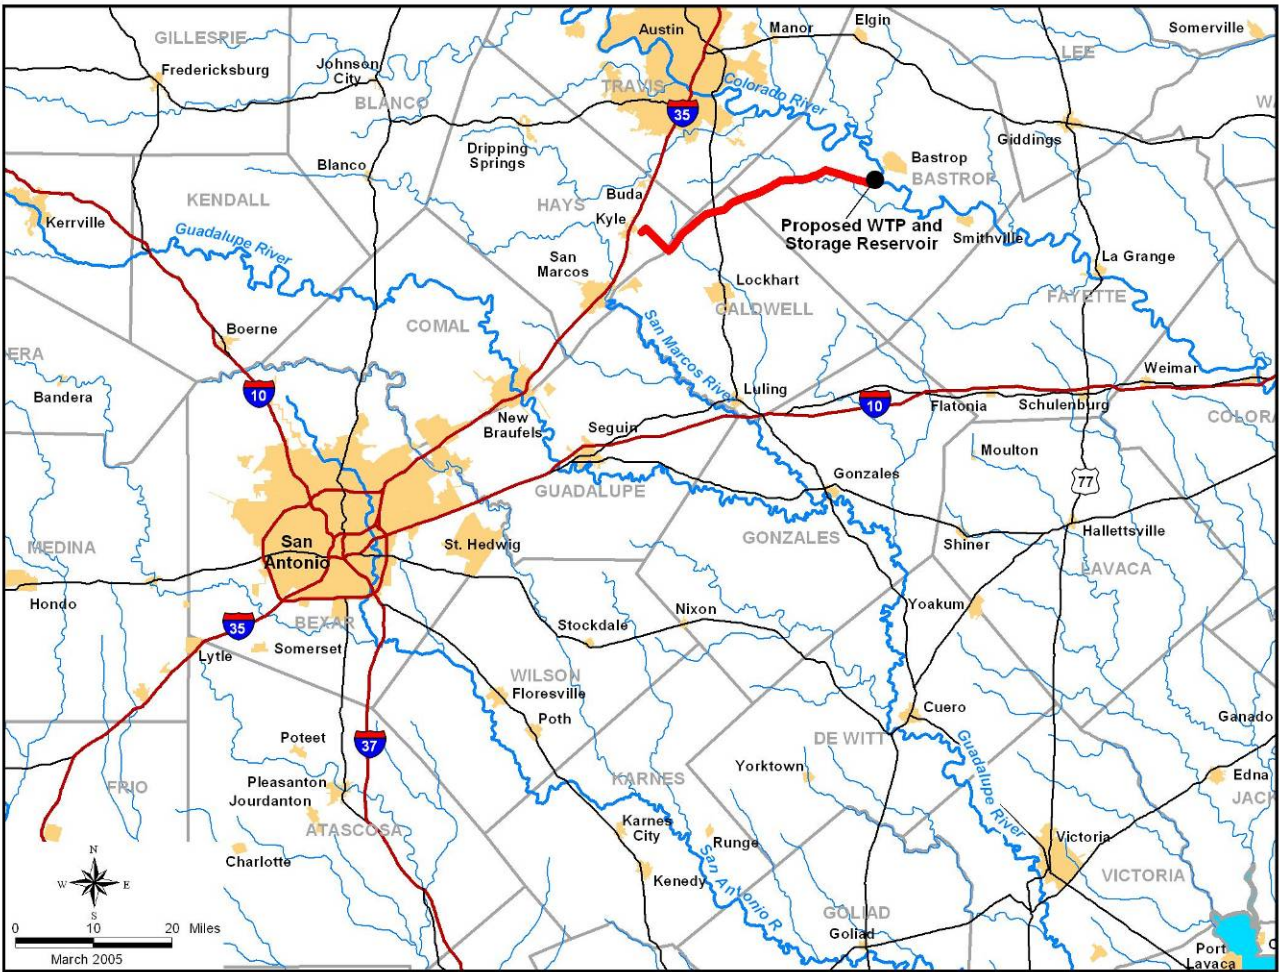 Austin
Manor
Elgin
Somerville
GILLESPIE
Fredericksburg
Johnson
City
LEE
TRAVIS
Colorado River
BLANCO
35
Dripping
Springs
Giddings
Blanco
Bastrop
BASTROP
KENDALL
HAYS
Buda
Kyle
Kerrville
Guadalupe River
Proposed WTP and
Storage Reservoir
Smithville
San
Marcos
La Grange
Lockhart
FAYETTE
CALDWELL
Boerne
COMAL
San Marcos River
ERA
Bandera
10
Weimar
Luling
10
Flatonia
Schulenburg
COLOR
New
Braufels
Seguin
Moulton
Gonzales
77
GUADALUPE
GONZALES
Hallettsville
San
Antonio
St. Hedwig
Shiner
MEDINA
LAVACA
Hondo
Yoakum
Nixon
35
BEXAR
Stockdale
Somerset
Lytle
WILSON
Floresville
Cuero
Ganado
Poth
Poteet
37
DE WITT
Guadalupe River
Yorktown
Edna
Pleasanton
KARNES
FRIO
JACK
Jourdanton
Karnes
City
ATASCOSA
Runge
Victoria
Charlotte
San Antonio R
Kenedy
VICTORIA
N
W E
S
GOLIAD
Goliad
0 10 20 Miles
March 2005
Port
Lavaca